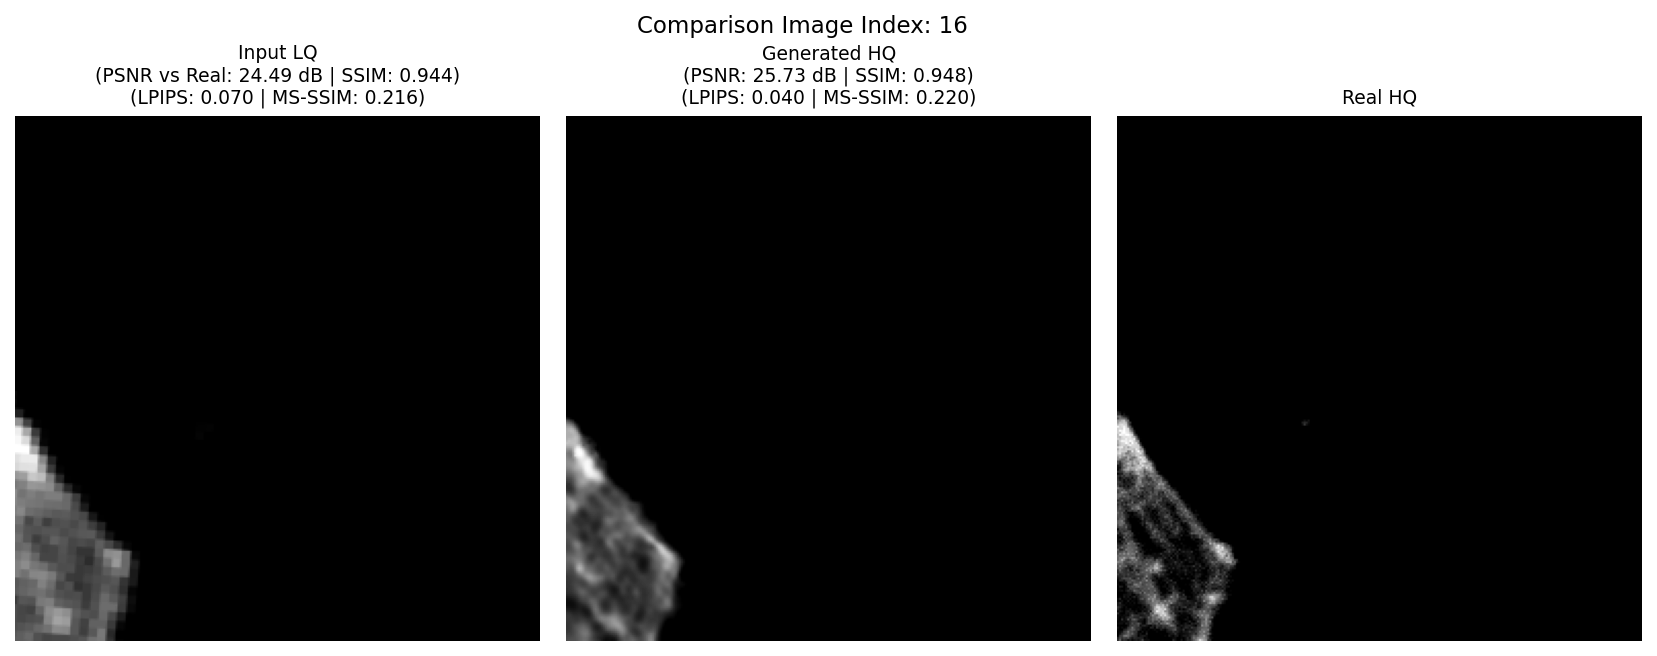 Comparison Image Index: 16
Input LQ
(PSNR vs Real: 24.49 dB | SSIM: 0.944)
(LPIPS: 0.070 | MS-SSIM: 0.216)
Generated HQ
(PSNR: 25.73 dB | SSIM: 0.948)
(LPIPS: 0.040 | MS-SSIM: 0.220)
Real HQ